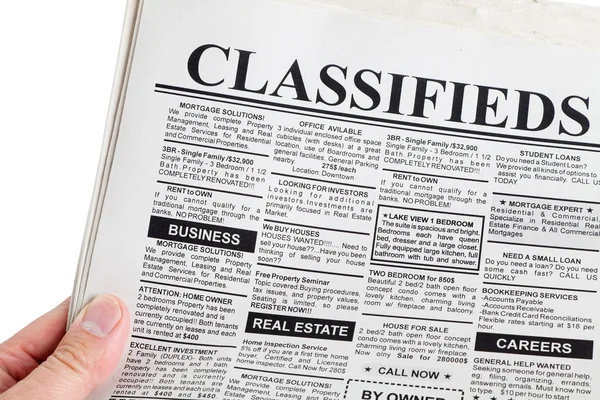 CLASSIFIEDS
MORTGAGE SOLUTIONS!
We provide complete Property
Management, Leasing and Real
Estate Services for Residential
and Commercial Properties.
3BR - Single Family /$32,900
Single Family - 3 Bedroom / 1 1/2
Bath Property has been
COMPLETELY RENOVATED!!!
RENT to OWN
If you cannot qualify for a
traditional mortgage through the
banks, NO PROBLEM!
BUSINESS
MORTGAGE SOLUTIONS!
We provide complete Property
Management, Leasing and Real
Estate Services for Residential
and Commercial Properties.
ATTENTION: HOME OWNER
2 bedrooms Property has been
completely renovated and is
currently occupied!! Both tenants
are currently on leases and each
unit is rented at $400
EXCELLENT INVESTMENT
2 Family (DUPLEX- Both units
have 2 bedrooms and 1 bath
Property has been completely
renovated and is currently
occupied!! Both tenants are
currently on leases and each unit is
rented at $400 and $450.
OFFICE AVILABLE
3 individual enclosed office space
cubicles (with desks) at a great
location, use of Boardrooms and
general facilities. General Parking
nearby.
275$ /each
Location: Downtown
LOOKING FOR INVESTORS
Looking for additional
investors. Investments are
primarily focused in Real Estate
Market.
We BUY HOUSES
HOUSES WANTED!!!.... Need to
sell your house?...Have you been
thinking of selling your house
Free Property Seminar
Topic covered Buying procedures,
tax issues, and property values,
Seating is limited, so please
REGISTER NOW!!!
REAL ESTATE
Home Inspection Service
5% off if you are a first time home
buyer, Certified and Licensed
home inspector. Call Now 280$
MORTGAGE SOLUTIONS!
We provide complete Property
Management, Leasing and Real
Estate Services for Residential
3BR - Single Family /$32,900
Single Family - 3 Bedroom / 1 1/2
Bath Property has been
COMPLETELY RENOVATED!!!
RENT to OWN
If you cannot qualify for a
traditional mortgage through the
banks, NO PROBLEM!
★ LAKE VIEW 1 BEDROOM
The suite is spacious and bright.
Bedroom each have queen
bed, dresser and a large closet.
Fully equipped large kitchen, full
bathroom with tub and shower.
TWO BEDROOM for 850$
Beautiful 2 bed/2 bath open floor
concept condo comes with a
lovely kitchen, charming living
room w/ fireplace.
HOUSE FOR SALE
2 bed/2 bath open floor concept
condo comes with a lovely kitchen,
charming living room w/ fireplace.
Now olny Sale for 280000$
★ CALL NOW ★
BY OWNER
STUDENT LOANS
Do you need a Student Loan?
We provide all kinds of options to
assist you financially. CALL US
TODAY
★ MORTGAGE EXPERT ★
Residential & Commercial,
Specialize in Residential Real
Estate Finance & All Commercial
Mortgages
NEED A SMALL LOAN
Do you need a loan? Do you need
some cash fast? CALL US
QUICKLY
BOOKKEEPING SERVICES
-Accounts Payable
-Accounts Receivable
-Bank Credit Card Reconciliations
Flexible rates starting at $18 per
hour.
CAREERS
GENERAL HELP WANTED
Seeking someone for general help,
eg; filing, organizing, errands,
answering emails. Must know how
to type. $10 per hour to start